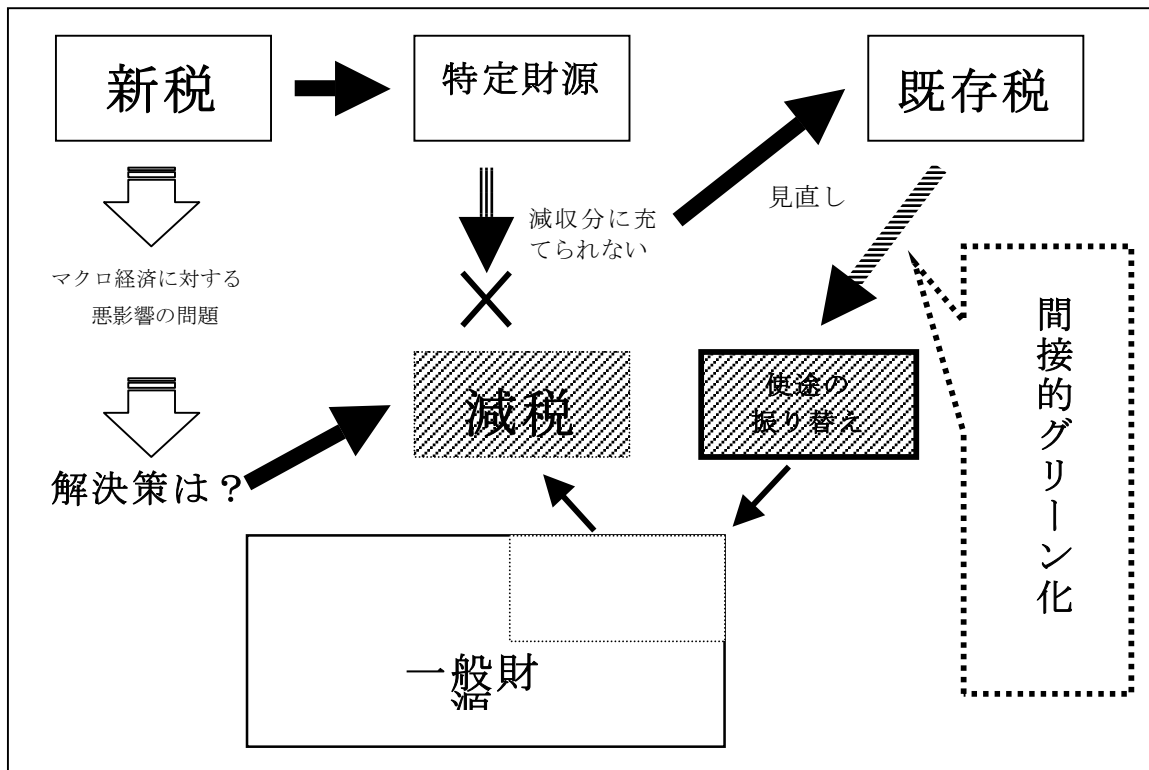 新税
特定財源
既存税
減収分に充
てられない
見直し
マクロ経済に対する
悪影響の問題
減税
使途の
振り替え
間接的グリーン化
解決策は？
一般財
源